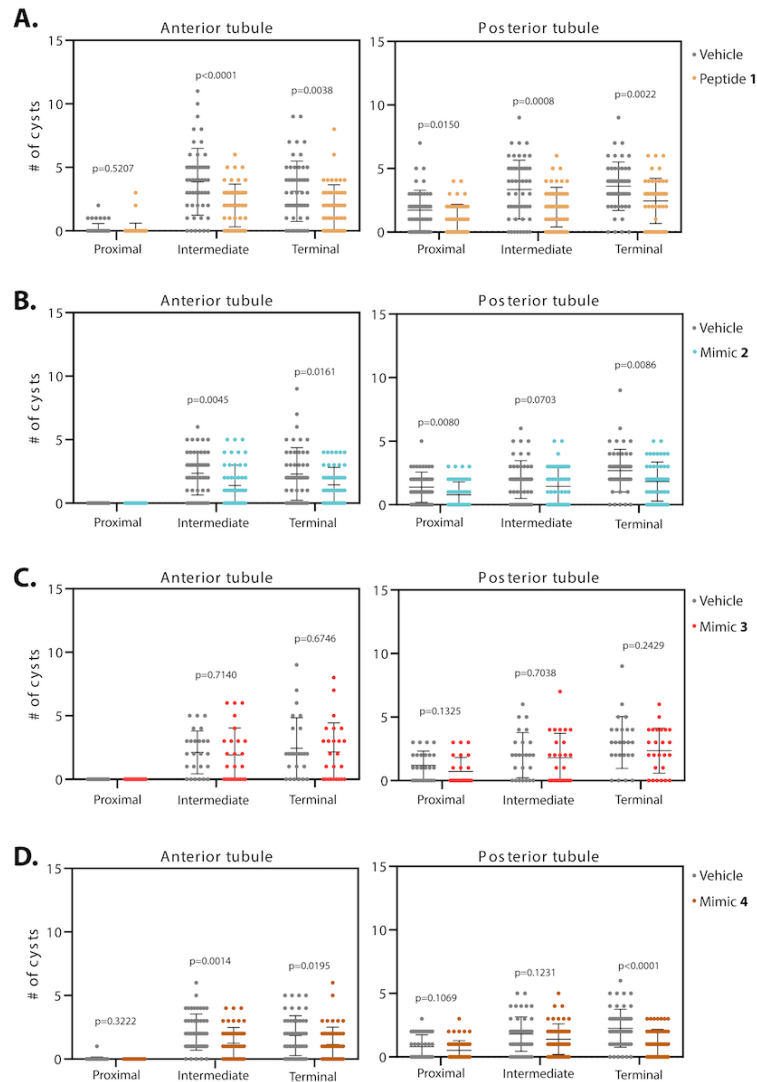 A.
Anterior tubule
Posterior tubule
# of cysts
15
10
5
0
p=0.5207
p<0.0001
p=0.0038
Proximal
Intermediate
Terminal
15
10
5
0
p=0.0150
p=0.0008
p=0.0022
Proximal
Intermediate
Terminal
Vehicle
Peptide 1
B.
Anterior tubule
Posterior tubule
# of cysts
15
10
5
0
p=0.0045
p=0.0161
Proximal
Intermediate
Terminal
15
10
5
0
p=0.0080
p=0.0703
p=0.0086
Proximal
Intermediate
Terminal
Vehicle
Mimic 2
C.
Anterior tubule
Posterior tubule
# of cysts
15
10
5
0
p=0.7140
p=0.6746
Proximal
Intermediate
Terminal
15
10
5
0
p=0.1325
p=0.7038
p=0.2429
Proximal
Intermediate
Terminal
Vehicle
Mimic 3
D.
Anterior tubule
Posterior tubule
# of cysts
15
10
5
0
p=0.3222
p=0.0014
p=0.0195
Proximal
Intermediate
Terminal
15
10
5
0
p=0.1069
p=0.1231
p<0.0001
Proximal
Intermediate
Terminal
Vehicle
Mimic 4